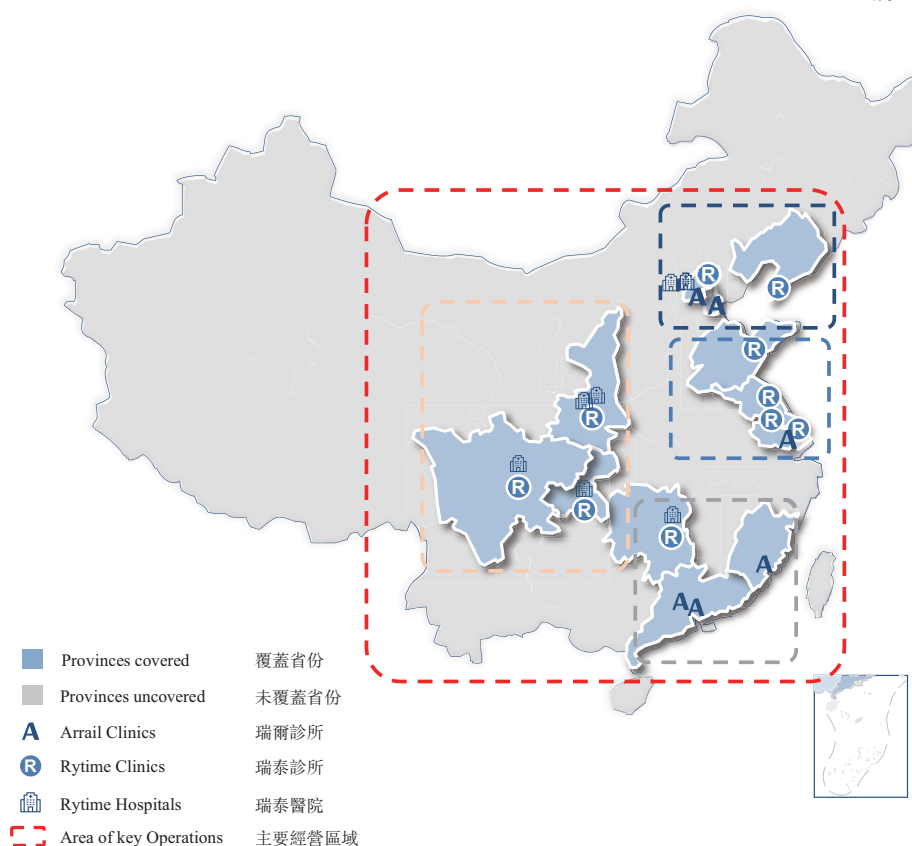 R
R
A
A
R
R
R
R
A
R
R
R
R
A
A
A
Provinces covered 覆蓋省份
Provinces uncovered 未覆蓋省份
A Arrail Clinics 瑞爾診所
R Rytime Clinics 瑞泰診所
Rytime Hospitals 瑞泰醫院
Area of key Operations 主要經營區域